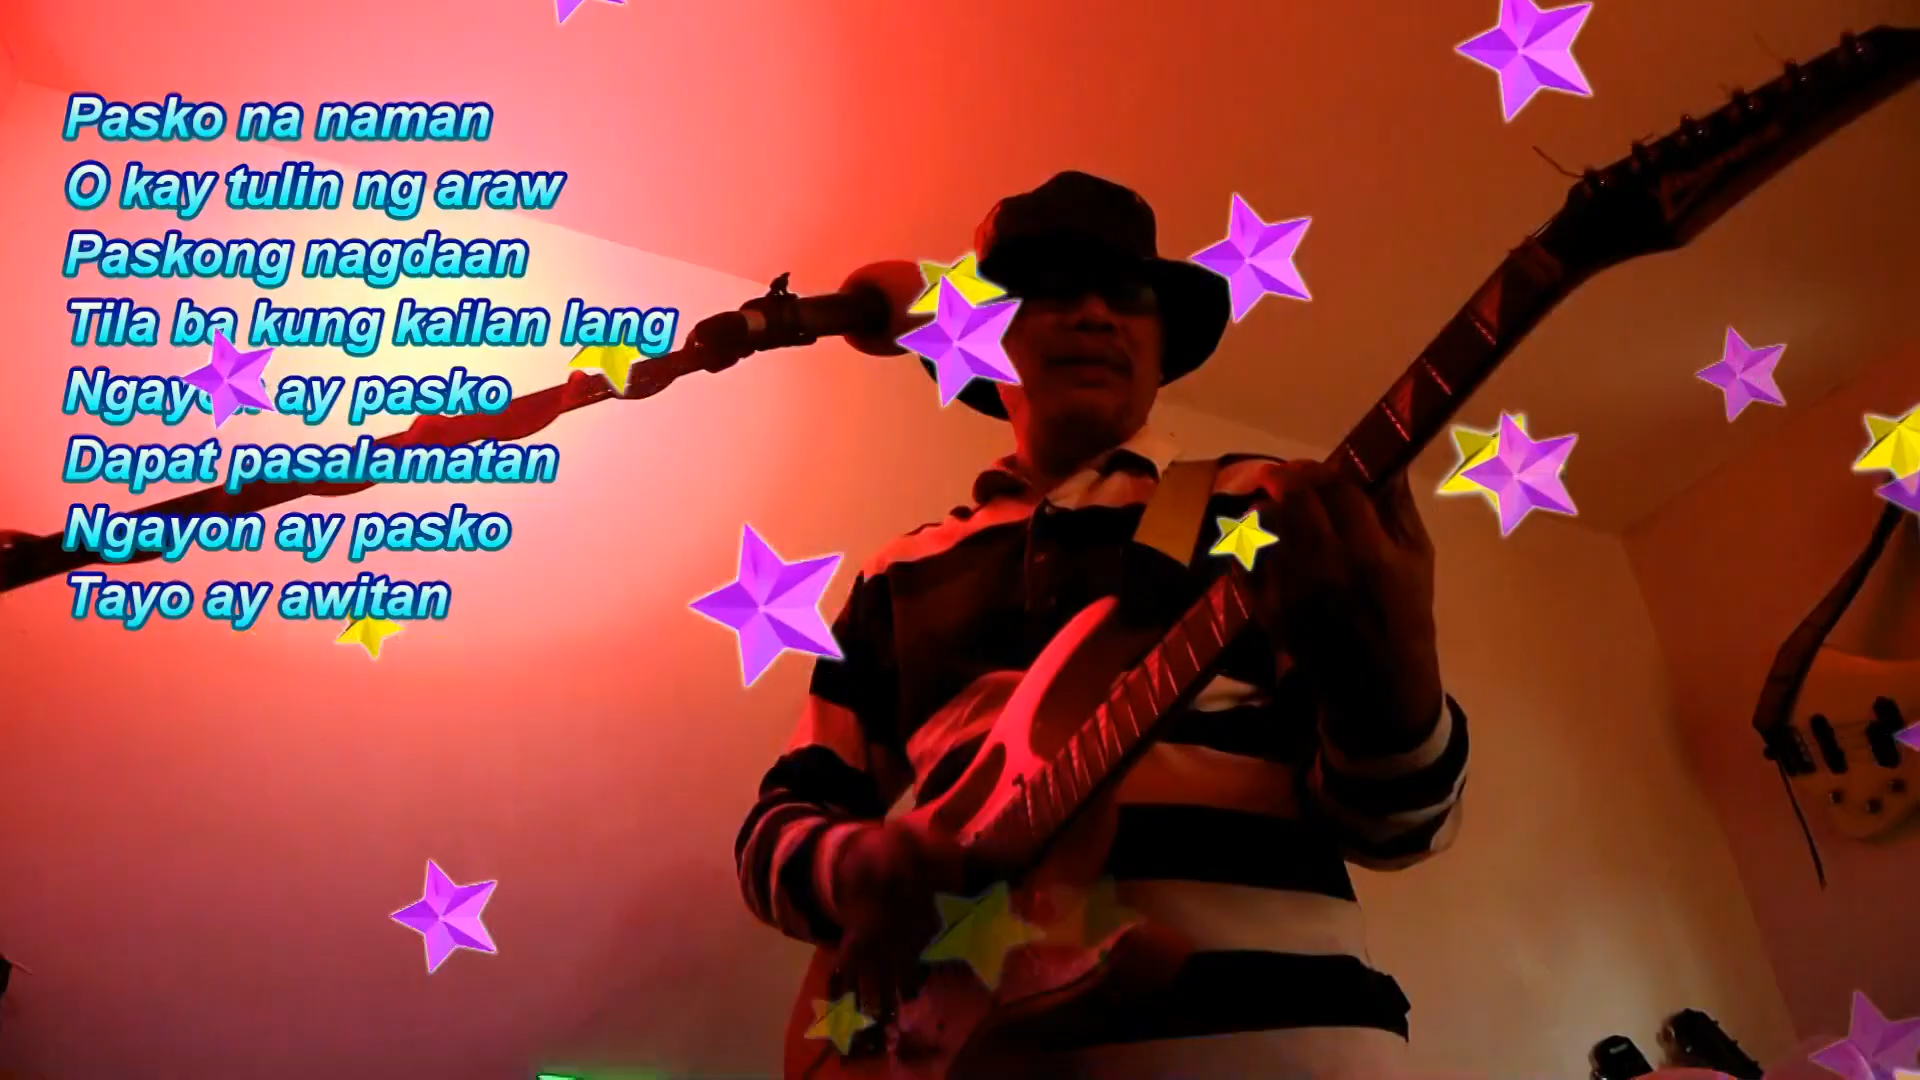 Pasko na naman
O kay tulin ng araw
Paskong nagdaan
Tila ba kung kailan lang
Ngayon ay pasko
Dapat pasalamatan
Ngayon ay pasko
Tayo ay awitan